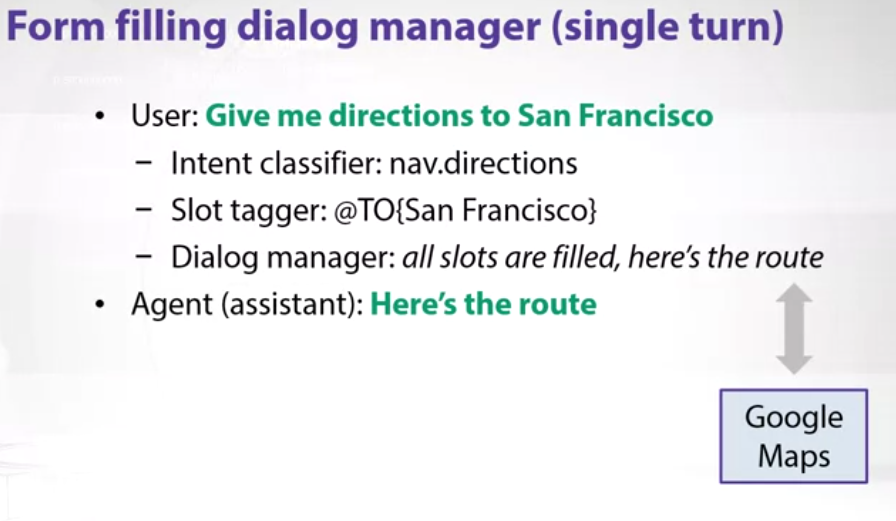 Form filling dialog manager (single turn)
• User: Give me directions to San Francisco
– Intent classifier: nav.directions
– Slot tagger: @TO{San Francisco}
– Dialog manager: all slots are filled, here's the route
• Agent (assistant): Here's the route
Google
Maps